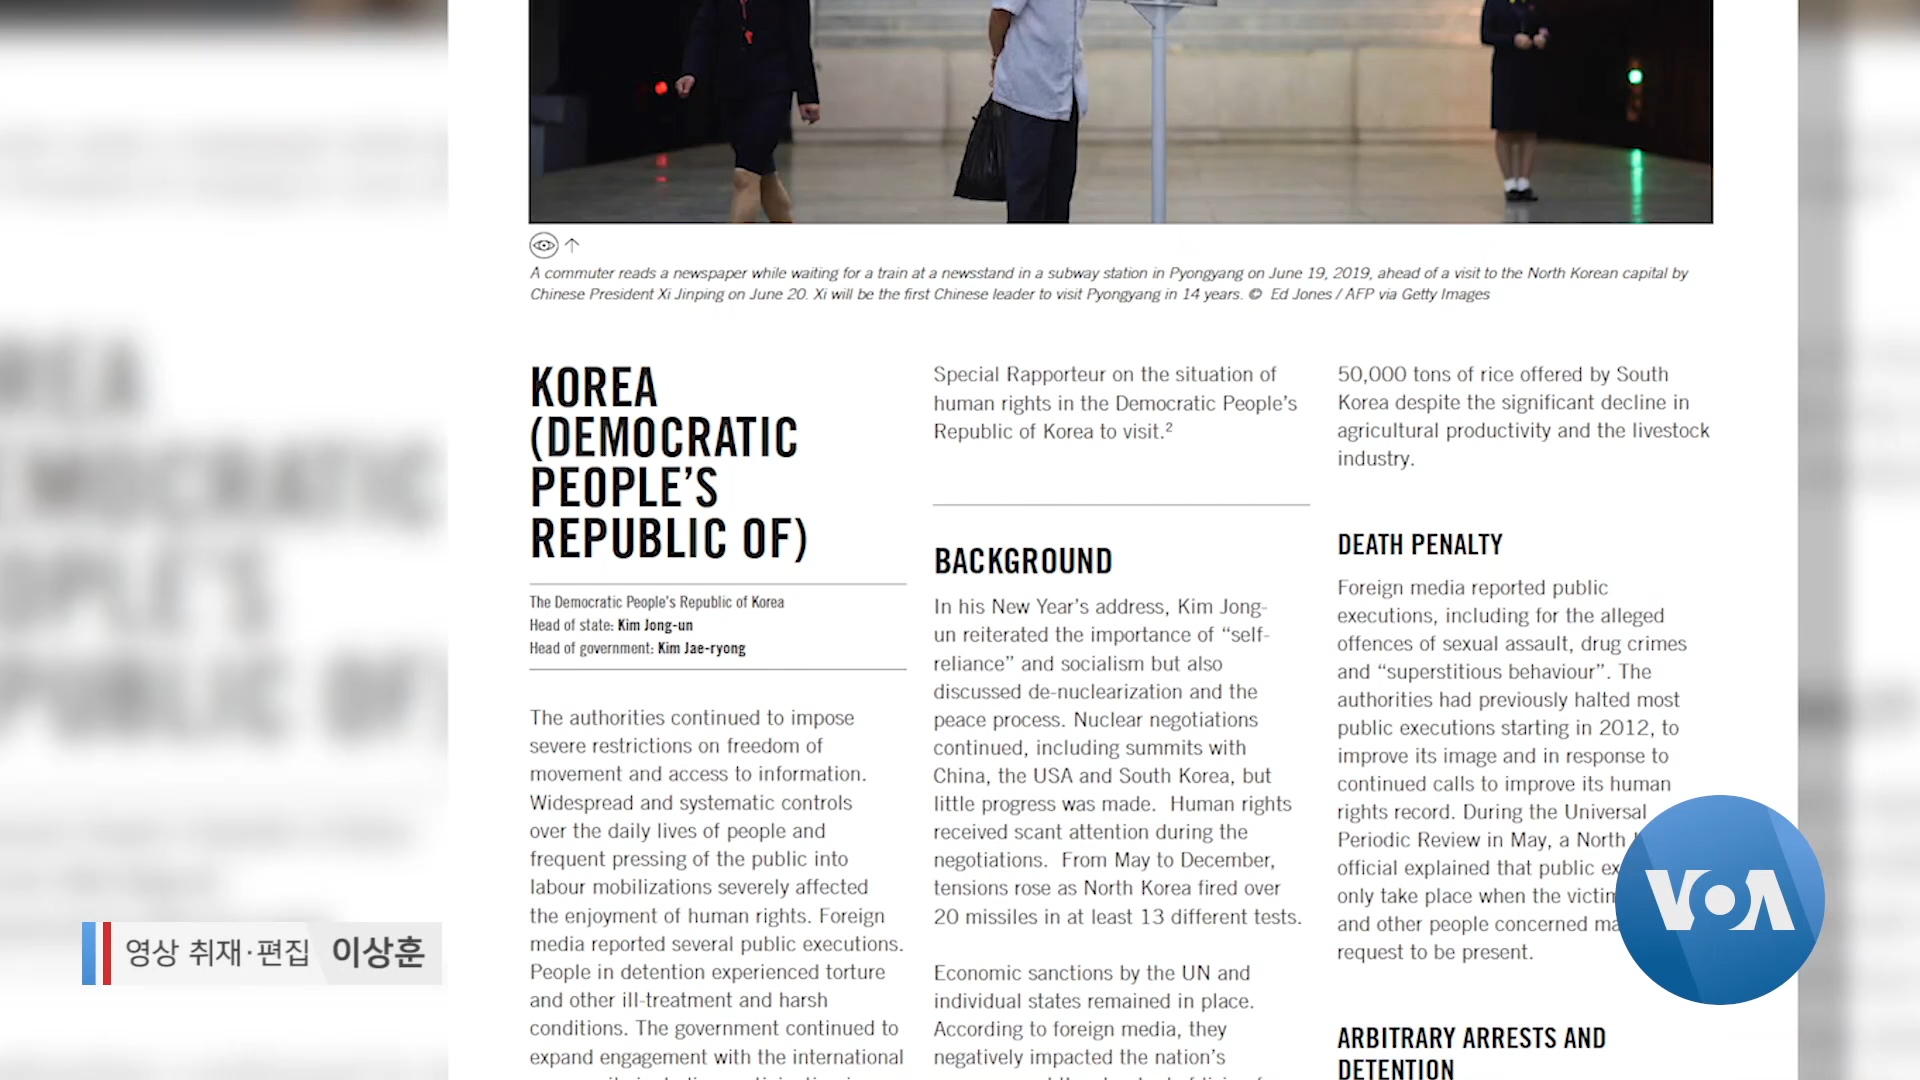 A commuter reads a newspaper while waiting for a train at a newsstand in a subway station in Pyongyang on June 19, 2019, ahead of a visit to the North Korean capital by
Chinese President Xi Jinping on June 20. Xi will be the first Chinese leader to visit Pyongyang in 14 years. © Ed Jones / AFP via Getty Images
KOREA
(DEMOCRATIC
PEOPLE'S
REPUBLIC OF)
The Democratic People's Republic of Korea
Head of state: Kim Jong-un
Head of government: Kim Jae-ryong
The authorities continued to impose
severe restrictions on freedom of
movement and access to information.
Widespread and systematic controls
over the daily lives of people and
frequent pressing of the public into
labour mobilizations severely affected
the enjoyment of human rights. Foreign
media reported several public executions.
People in detention experienced torture
and other ill-treatment and harsh
conditions. The government continued to
expand engagement with the international
Special Rapporteur on the situation of
human rights in the Democratic People's
Republic of Korea to visit.²
BACKGROUND
In his New Year's address, Kim Jong-
un reiterated the importance of “self-
reliance” and socialism but also
discussed de-nuclearization and the
peace process. Nuclear negotiations
continued, including summits with
China, the USA and South Korea, but
little progress was made. Human rights
received scant attention during the
negotiations. From May to December,
tensions rose as North Korea fired over
20 missiles in at least 13 different tests.
Economic sanctions by the UN and
individual states remained in place.
According to foreign media, they
negatively impacted the nation's
50,000 tons of rice offered by South
Korea despite the significant decline in
agricultural productivity and the livestock
industry.
DEATH PENALTY
Foreign media reported public
executions, including for the alleged
offences of sexual assault, drug crimes
and “superstitious behaviour”. The
authorities had previously halted most
public executions starting in 2012, to
improve its image and in response to
continued calls to improve its human
rights record. During the Universal
Periodic Review in May, a North
official explained that public ex
only take place when the victim
and other people concerned ma
request to be present.
ARBITRARY ARRESTS AND
DETENTION
영상 취재·편집 이상훈
VOA